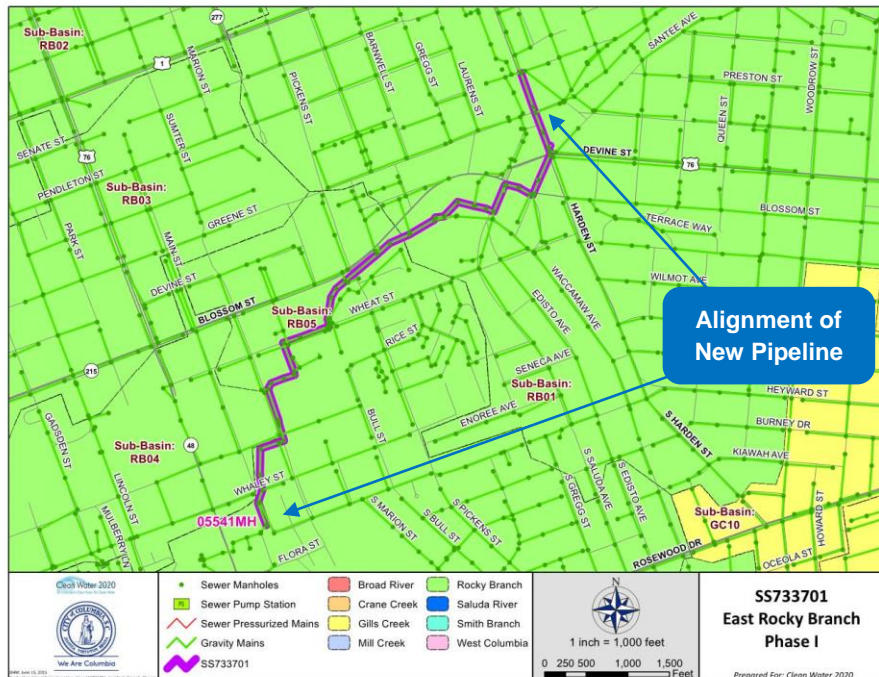 277
Sub-Basin:
RB02
1
MARION ST
PICKENS ST
BARNWELL ST
GREGG ST
LAURENS ST
SANTEE AVE
PRESTON ST
WOODROW ST
QUEEN ST
SENATE ST
76
SUMTER ST
DEVINE ST
76
PENDLETON ST
Sub-Basin:
RB03
GREENE ST
BLOSSOM ST
TERRACE WAY
HARDEN ST
PARK ST
MAIN ST
DEVINE ST
BLOSSOM ST
WILMOT AVE
WACCAMAW AVE
EDISTO AVE
WHEAT ST
Sub-Basin:
RB05
RICE ST
Alignment of
New Pipeline
SENECA AVE
215
Sub-Basin:
RB01
HEYWARD ST
BURNEY DR
ENOREE AVE
S HARDEN ST
KIAWAH AVE
GADSDEN ST
Sub-Basin:
RB04
48
BULL ST
LINCOLN ST
WHALEY ST
S SALUDA AVE
S EDISTO AVE
S GREGG ST
S PICKENS ST
S BULL ST
S MARION ST
MULBERRY LN
05541MH
FLORA ST
Sub-Basin:
GC10
HOWARD ST
ROSEWOOD DR
OCEOLA ST
Clean Water 2020
CITY of COLUMBIA, S.C.
We Are Columbia
Sewer Manholes
PS Sewer Pump Station
Sewer Pressurized Mains
Gravity Mains
SS733701
Broad River
Crane Creek
Gills Creek
Mill Creek
Rocky Branch
Saluda River
Smith Branch
West Columbia
N
1 inch = 1,000 feet
0 250 500 1,000 1,500
Feet
SS733701
East Rocky Branch
Phase I
Prepared For: Clean Water 2020